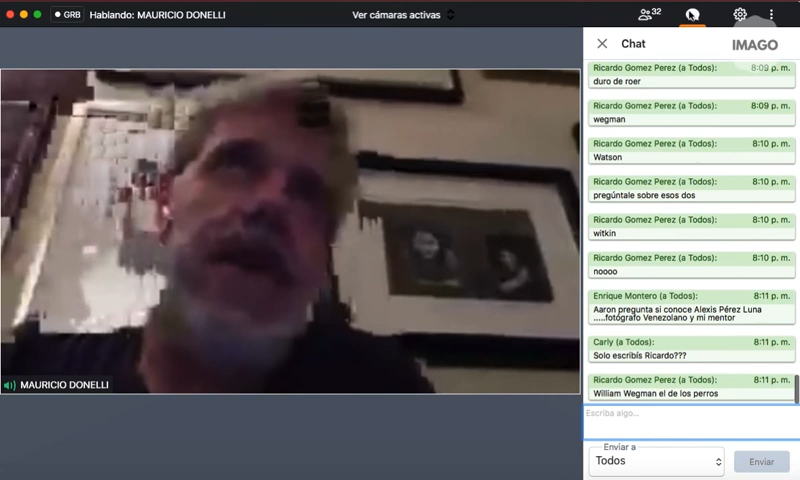 GRB
Hablando: MAURICIO DONELLI
Ver cámaras activas
32
Chat
IMAGO
Ricardo Gomez Perez (a Todos): 8:09 p. m.
duro de roer
Ricardo Gomez Perez (a Todos): 8:09 p. m.
wegman
Ricardo Gomez Perez (a Todos): 8:10 p. m.
Watson
Ricardo Gomez Perez (a Todos): 8:10 p. m.
pregúntale sobre esos dos
Ricardo Gomez Perez (a Todos): 8:10 p. m.
witkin
Ricardo Gomez Perez (a Todos): 8:10 p. m.
noooo
Enrique Montero (a Todos): 8:11 p. m.
Aaron pregunta si conoce Alexis Pérez Luna
.....fotógrafo Venezolano y mi mentor
Carly (a Todos): 8:11 p. m.
Solo escribís Ricardo???
Ricardo Gomez Perez (a Todos): 8:11 p. m.
William Wegman el de los perros
MAURICIO DONELLI
Escriba algo...
Enviar a
Todos
Enviar